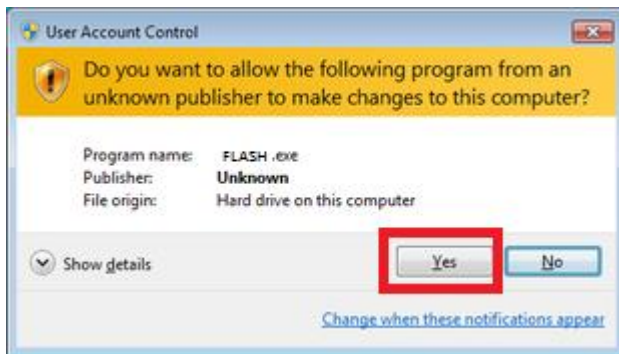 User Account Control
Do you want to allow the following program from an
unknown publisher to make changes to this computer?
Program name: FLASH .exe
Publisher: Unknown
File origin: Hard drive on this computer
Show details Yes No
Change when these notifications appear